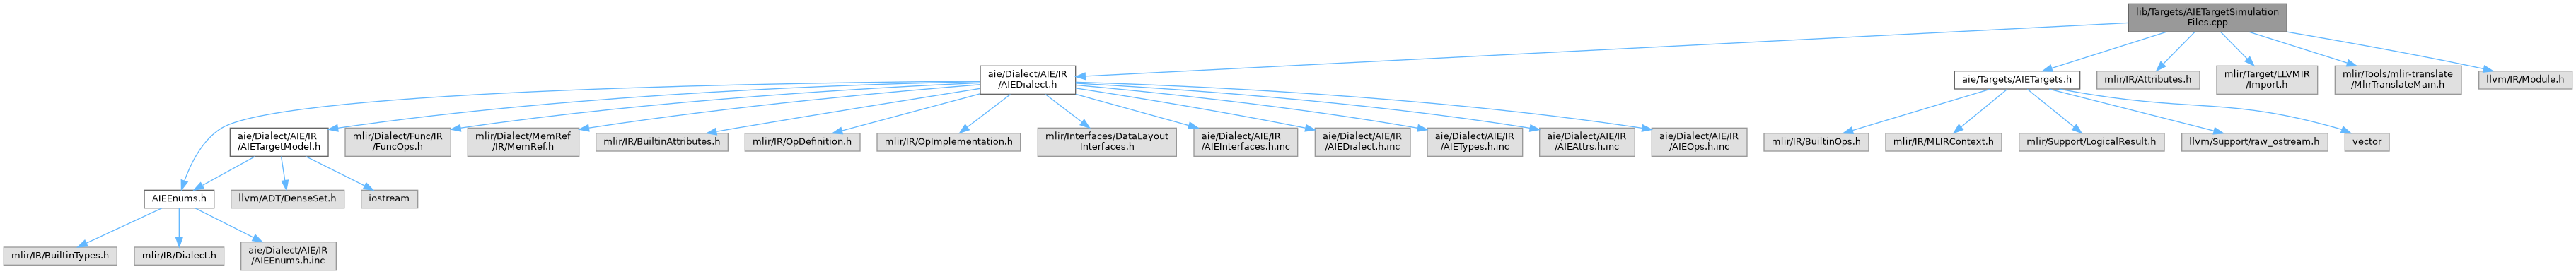 lib/Targets/AIETargetSimulation
Files.cpp
aie/Dialect/AIE/IR
/AIEDialect.h
aie/Targets/AIETargets.h
mlir/IR/Attributes.h
mlir/Target/LLVMIR
/Import.h
mlir/Tools/mlir-translate
/MlirTranslateMain.h
llvm/IR/Module.h
aie/Dialect/AIE/IR
/AIETargetModel.h
mlir/Dialect/Func/IR
/FuncOps.h
mlir/Dialect/MemRef
/IR/MemRef.h
mlir/IR/BuiltinAttributes.h
mlir/IR/OpDefinition.h
mlir/IR/OpImplementation.h
mlir/Interfaces/DataLayout
Interfaces.h
aie/Dialect/AIE/IR
/AIEInterfaces.h.inc
aie/Dialect/AIE/IR
/AIEDialect.h.inc
aie/Dialect/AIE/IR
/AIETypes.h.inc
aie/Dialect/AIE/IR
/AIEAttrs.h.inc
aie/Dialect/AIE/IR
/AIEOps.h.inc
mlir/IR/BuiltinOps.h
mlir/IR/MLIRContext.h
mlir/Support/LogicalResult.h
llvm/Support/raw_ostream.h
vector
AIEEnums.h
llvm/ADT/DenseSet.h
iostream
mlir/IR/BuiltinTypes.h
mlir/IR/Dialect.h
aie/Dialect/AIE/IR
/AIEEnums.h.inc